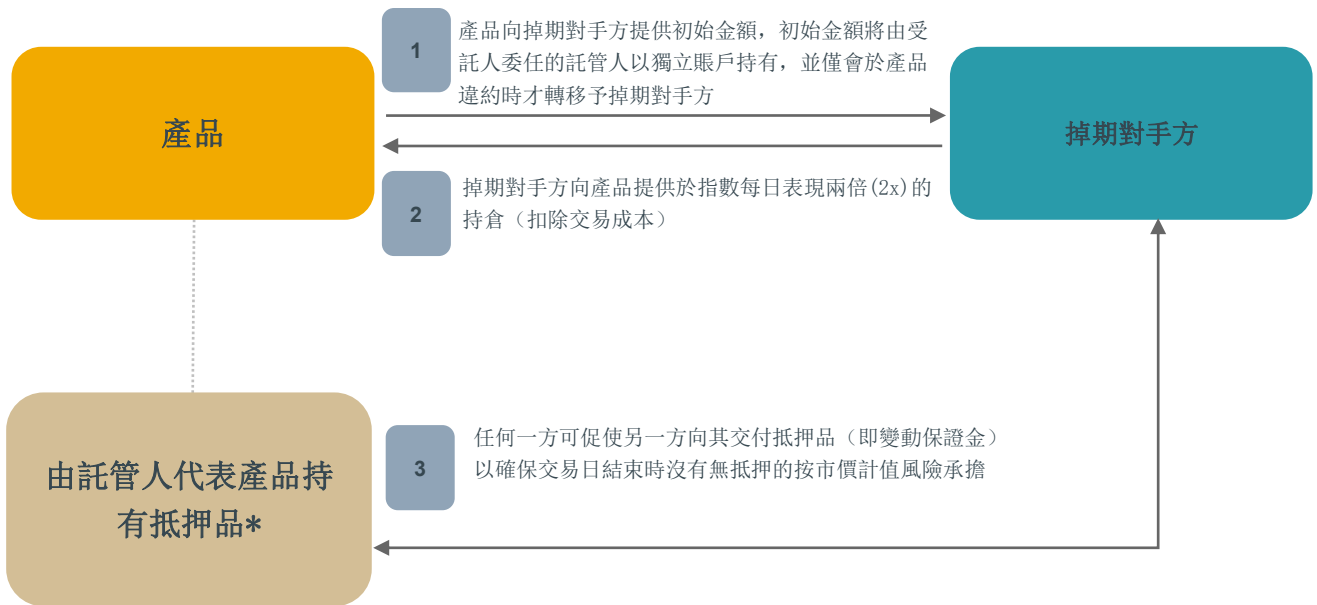 1
產品向掉期對手方提供初始金額，初始金額將由受
託人委任的託管人以獨立賬戶持有，並僅會於產品
違約時才轉移予掉期對手方
產品
掉期對手方
2
掉期對手方向產品提供於指數每日表現兩倍(2x)的
持倉（扣除交易成本）
3
任何一方可促使另一方向其交付抵押品（即變動保證金）
以確保交易日結束時沒有無抵押的按市價計值風險承擔
由託管人代表產品持
有抵押品*